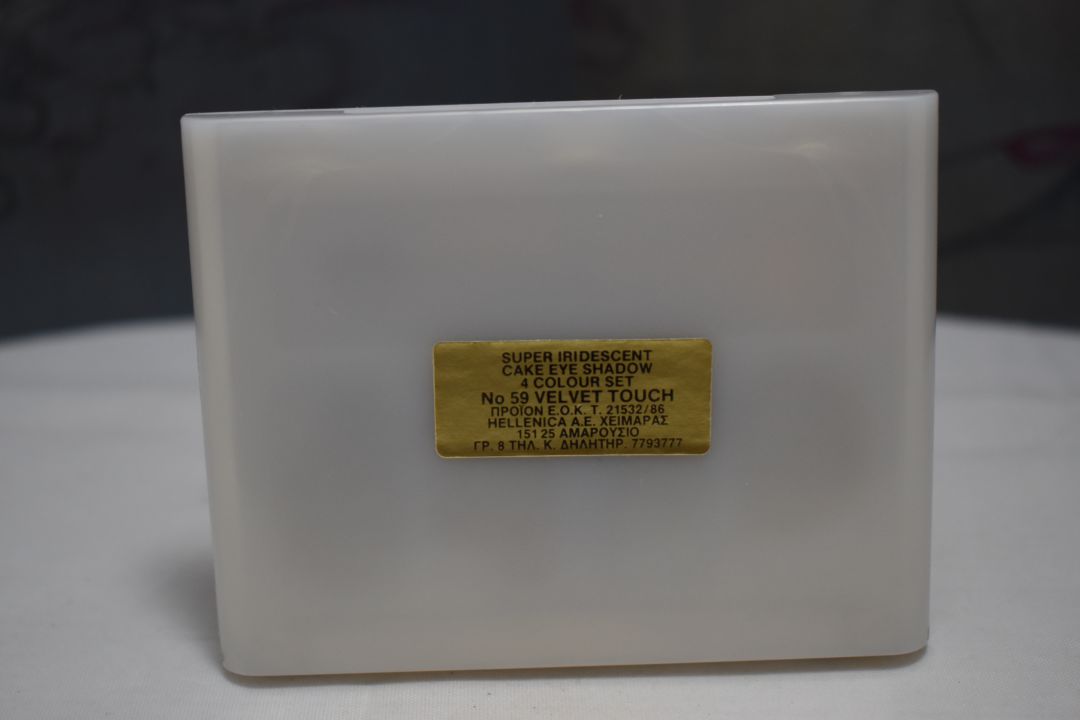 SUPER IRIDESCENT
CAKE EYE SHADOW
4 COLOUR SET
No 59 VELVET TOUCH
ΠΡΟΪΟΝ Ε.Ο.Κ. Τ. 21532/86
HELLENICA A.E. ΧΕΙΜΑΡΑΣ
151 25 ΑΜΑΡΟΥΣΙΟ
ΓΡ. 8 ΤΗΛ. Κ. ΔΗΛΗΤΗΡ. 7793777